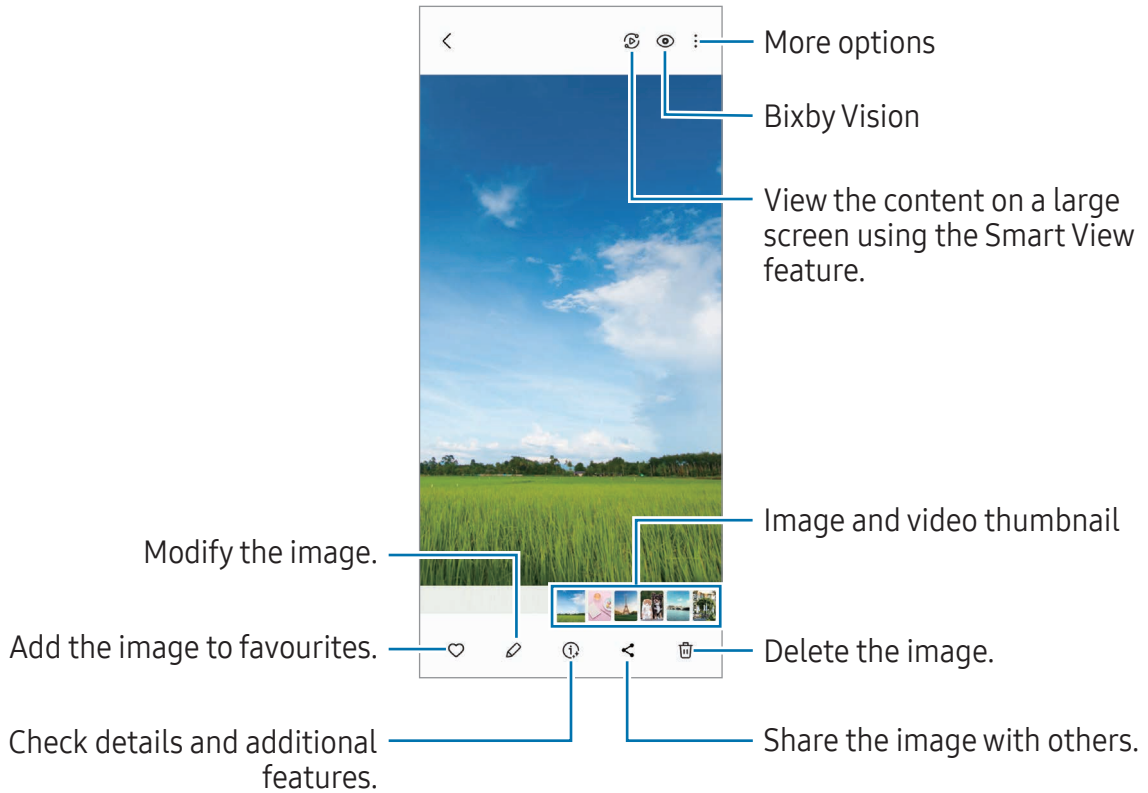 More options
Bixby Vision
View the content on a large
screen using the Smart View
feature.
Image and video thumbnail
Modify the image.
Add the image to favourites.
Delete the image.
Check details and additional
features.
Share the image with others.